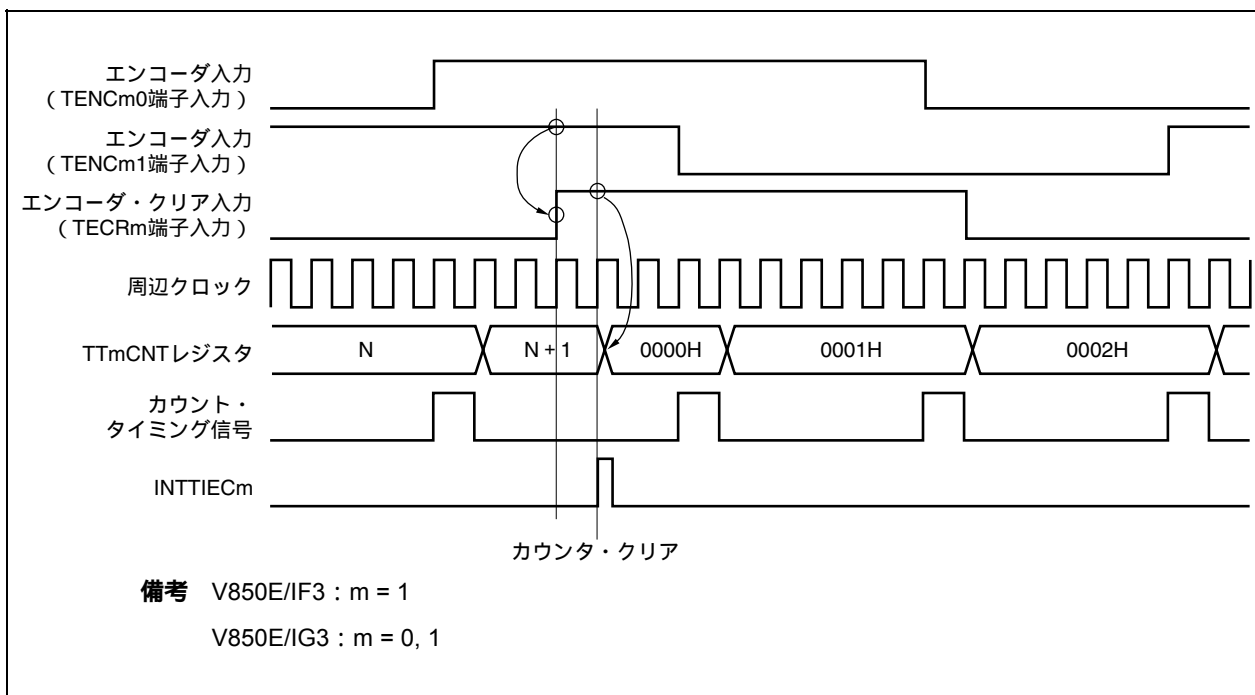 エンコーダ入力
（TENCm0端子入力）
エンコーダ入力
（TENCm1端子入力）
エンコーダ・クリア入力
（TECRm端子入力）
周辺クロック
TTmCNTレジスタ
N
N + 1
0000H
0001H
0002H
カウント・
タイミング信号
INTTIECm
カウンタ・クリア
備考 V850E/IF3：m = 1
V850E/IG3：m = 0, 1